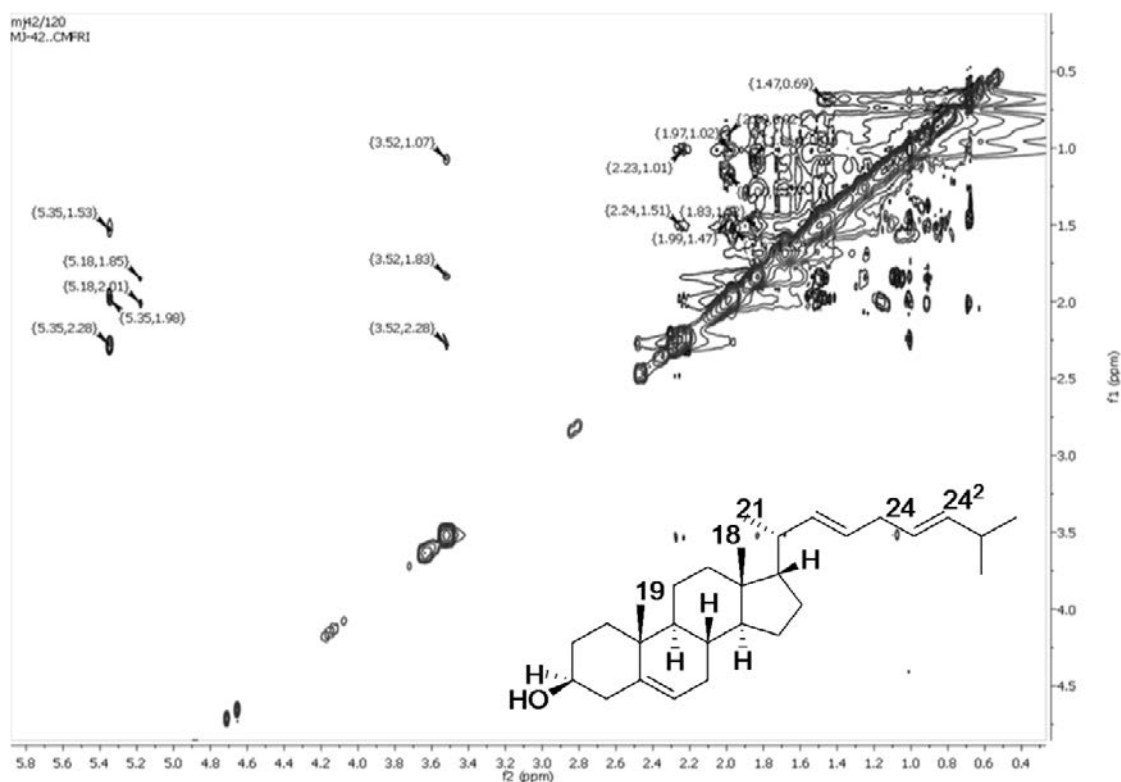 mj42/120
MJ-42..CMFRI
{1.47,0.69}
{1.97,1.02}
{3.52,1.07}
{2.23,1.01}
{5.35,1.53}
{2.24,1.51}
{1.99,1.47}
{5.18,1.85}
{3.52,1.83}
{5.18,2.01}
{5.35,1.98}
{5.35,2.28}
{3.52,2.28}
0.5
1.0
1.5
2.0
2.5
3.0
3.5
4.0
4.5
f1 (ppm)
21
24
24²
18
19
H
H
H
H
H
HO
5.8 5.6 5.4 5.2 5.0 4.8 4.6 4.4 4.2 4.0 3.8 3.6 3.4 3.2 3.0 2.8 2.6 2.4 2.2 2.0 1.8 1.6 1.4 1.2 1.0 0.8 0.6 0.4
f2 (ppm)